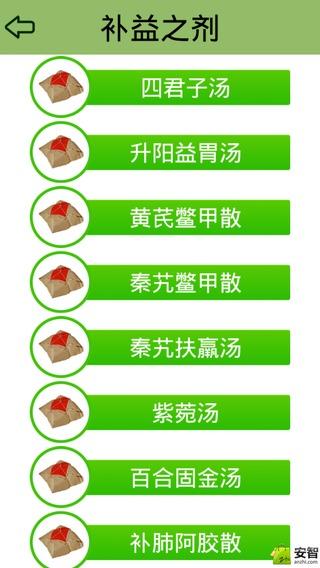 补益之剂
四君子汤
升阳益胃汤
黄芪鳖甲散
秦艽鳖甲散
秦艽扶羸汤
紫菀汤
百合固金汤
补肺阿胶散
安智
anzhi.com